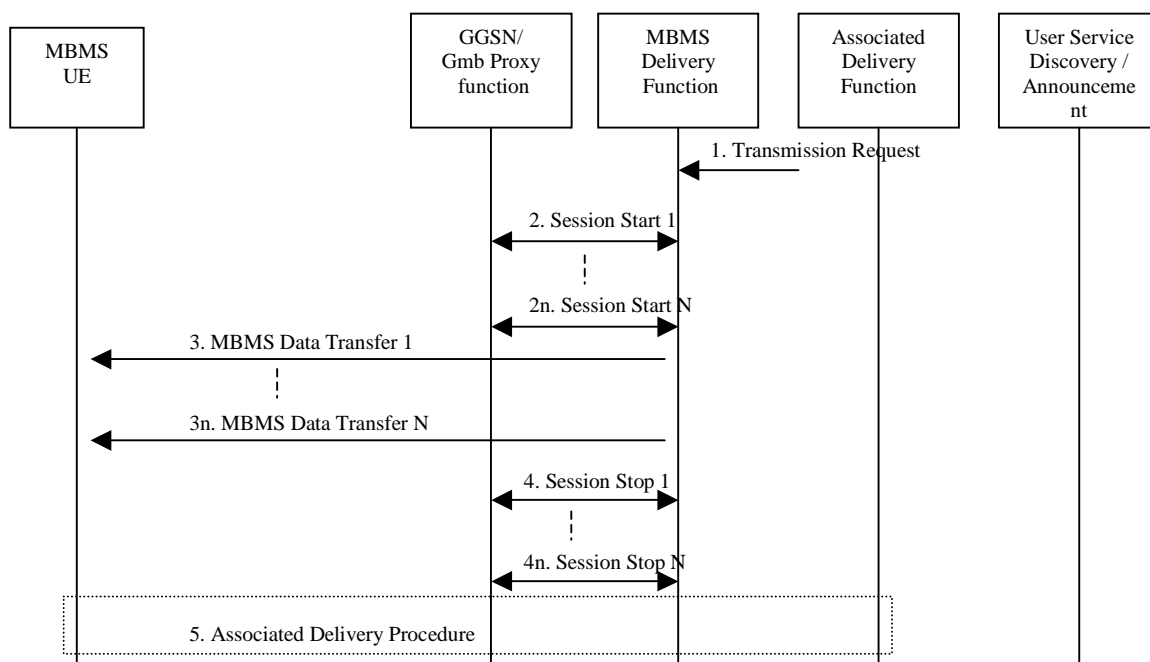 MBMS
UE
GGSN/
Gmb Proxy
function
MBMS
Delivery
Function
Associated
Delivery
Function
User Service
Discovery /
Announceme
nt
1. Transmission Request
2. Session Start 1
2n. Session Start N
3. MBMS Data Transfer 1
3n. MBMS Data Transfer N
4. Session Stop 1
4n. Session Stop N
5. Associated Delivery Procedure